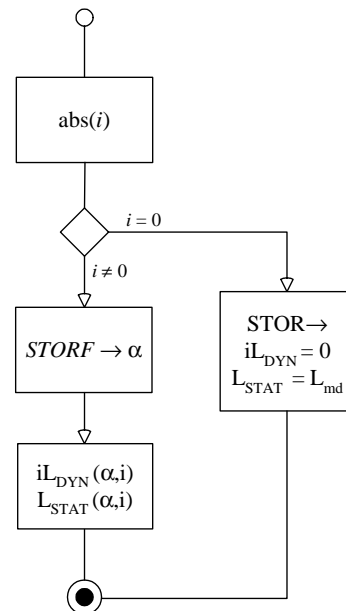 abs(i)
i = 0
i ≠ 0
STORF → α
STOR→
iL_DYN = 0
L_STAT = L_md
iL_DYN (α,i)
L_STAT (α,i)